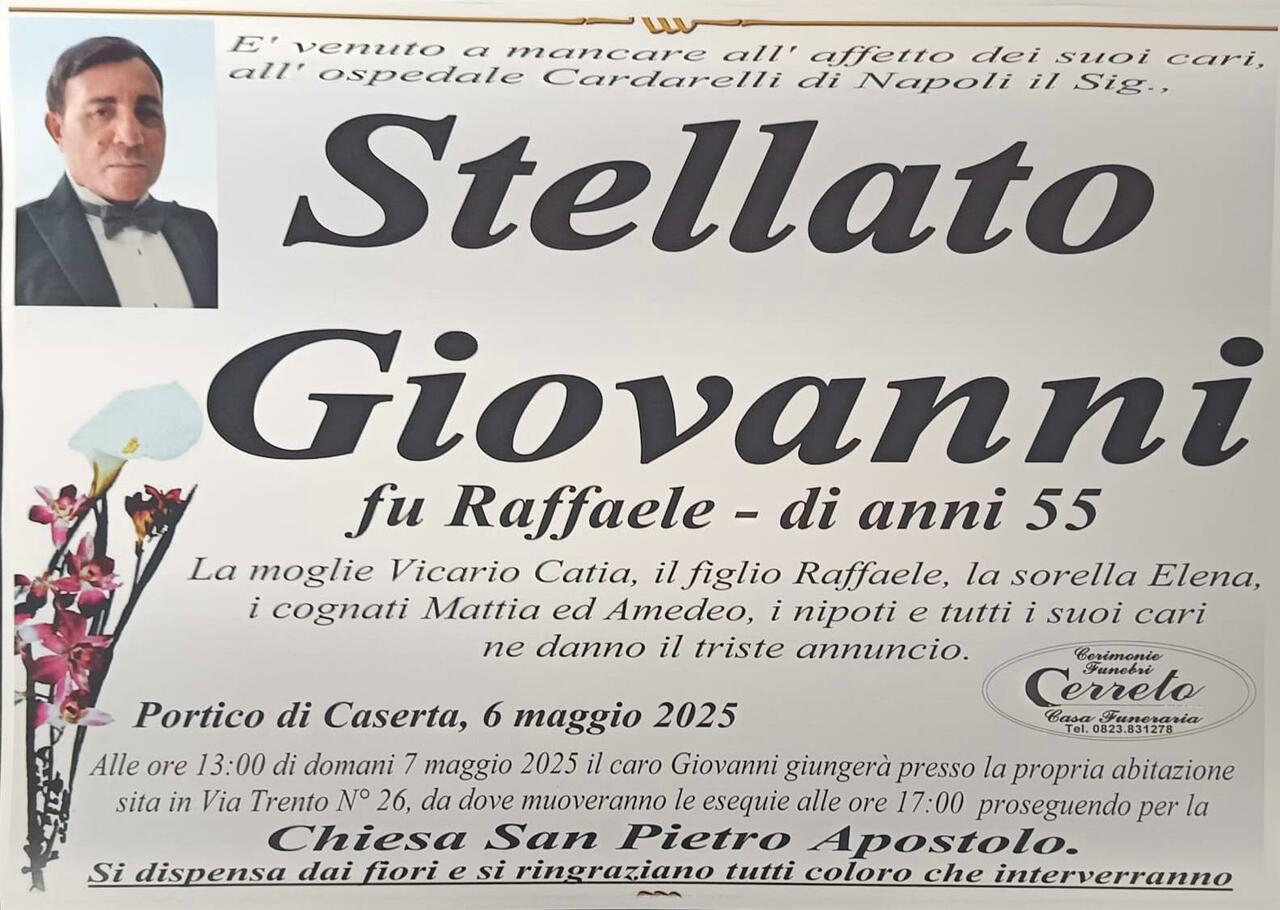 E' venuto a mancare all' affetto dei suoi cari,
all' ospedale Cardarelli di Napoli il Sig.,
Stellato
Giovanni
fu Raffaele - di anni 55
La moglie Vicario Catia, il figlio Raffaele, la sorella Elena,
i cognati Mattia ed Amedeo, i nipoti e tutti i suoi cari
ne danno il triste annuncio.
Cerimonie
Funebri
Cerreto
Casa Funeraria
Tel. 0823.831278
Portico di Caserta, 6 maggio 2025
Alle ore 13:00 di domani 7 maggio 2025 il caro Giovanni giungerà presso la propria abitazione
sita in Via Trento N° 26, da dove muoveranno le esequie alle ore 17:00 proseguendo per la
Chiesa San Pietro Apostolo.
Si dispensa dai fiori e si ringraziano tutti coloro che interverranno